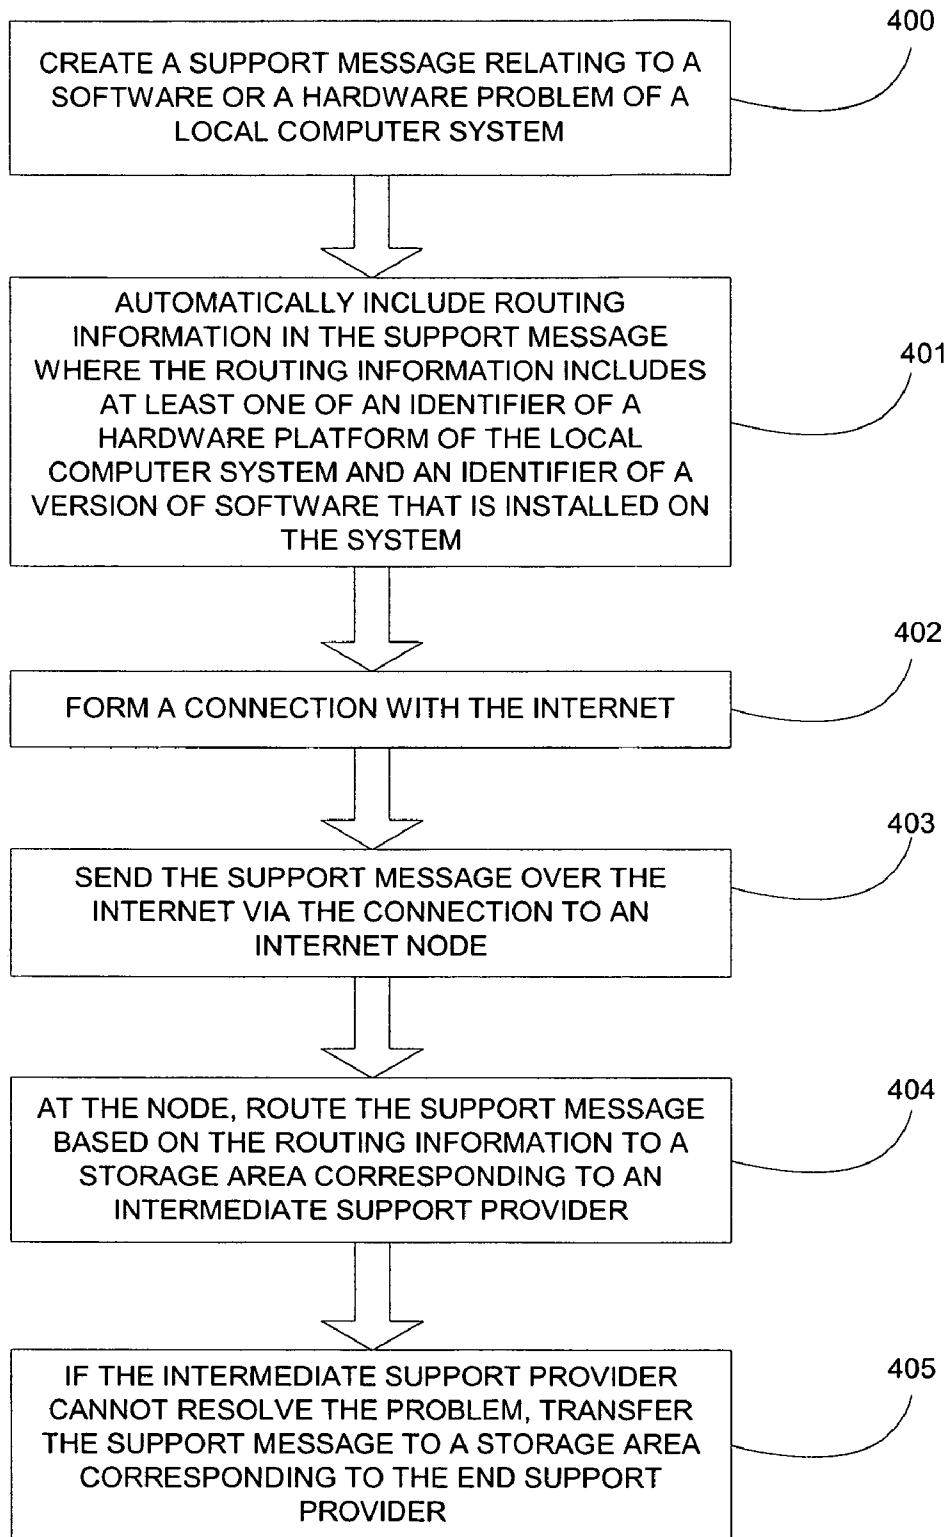 400
CREATE A SUPPORT MESSAGE RELATING TO A
SOFTWARE OR A HARDWARE PROBLEM OF A
LOCAL COMPUTER SYSTEM
AUTOMATICALLY INCLUDE ROUTING
INFORMATION IN THE SUPPORT MESSAGE
WHERE THE ROUTING INFORMATION INCLUDES
AT LEAST ONE OF AN IDENTIFIER OF A
HARDWARE PLATFORM OF THE LOCAL
COMPUTER SYSTEM AND AN IDENTIFIER OF A
VERSION OF SOFTWARE THAT IS INSTALLED ON
THE SYSTEM
401
402
FORM A CONNECTION WITH THE INTERNET
403
SEND THE SUPPORT MESSAGE OVER THE
INTERNET VIA THE CONNECTION TO AN
INTERNET NODE
404
AT THE NODE, ROUTE THE SUPPORT MESSAGE
BASED ON THE ROUTING INFORMATION TO A
STORAGE AREA CORRESPONDING TO AN
INTERMEDIATE SUPPORT PROVIDER
405
IF THE INTERMEDIATE SUPPORT PROVIDER
CANNOT RESOLVE THE PROBLEM, TRANSFER
THE SUPPORT MESSAGE TO A STORAGE AREA
CORRESPONDING TO THE END SUPPORT
PROVIDER